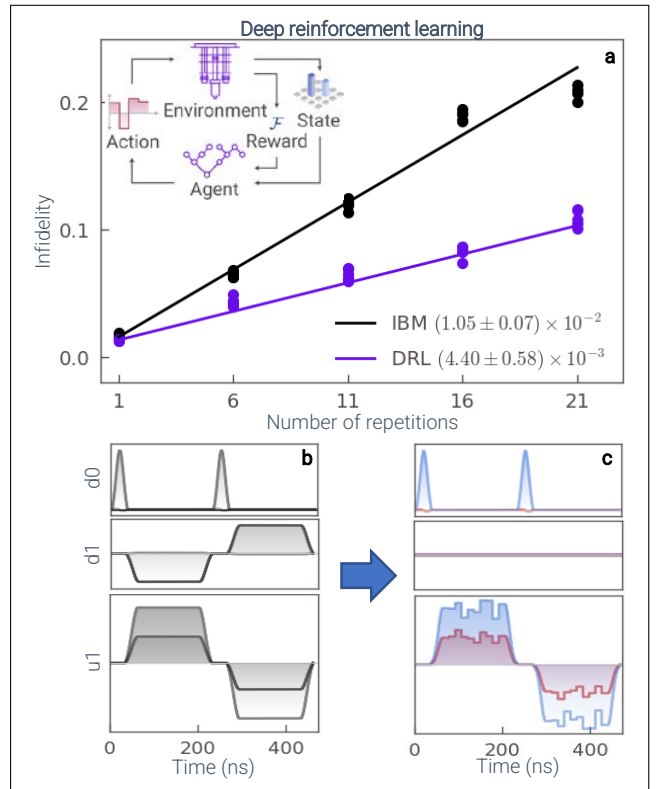 Deep reinforcement learning
a
Environment
State
Action
ℱ
Reward
Agent
Infidelity
0.2
0.1
0.0
IBM (1.05 ± 0.07) × 10⁻²
DRL (4.40 ± 0.58) × 10⁻³
1 6 11 16 21
Number of repetitions
b
d0
d1
u1
0 200 400
Time (ns)
c
0 200 400
Time (ns)